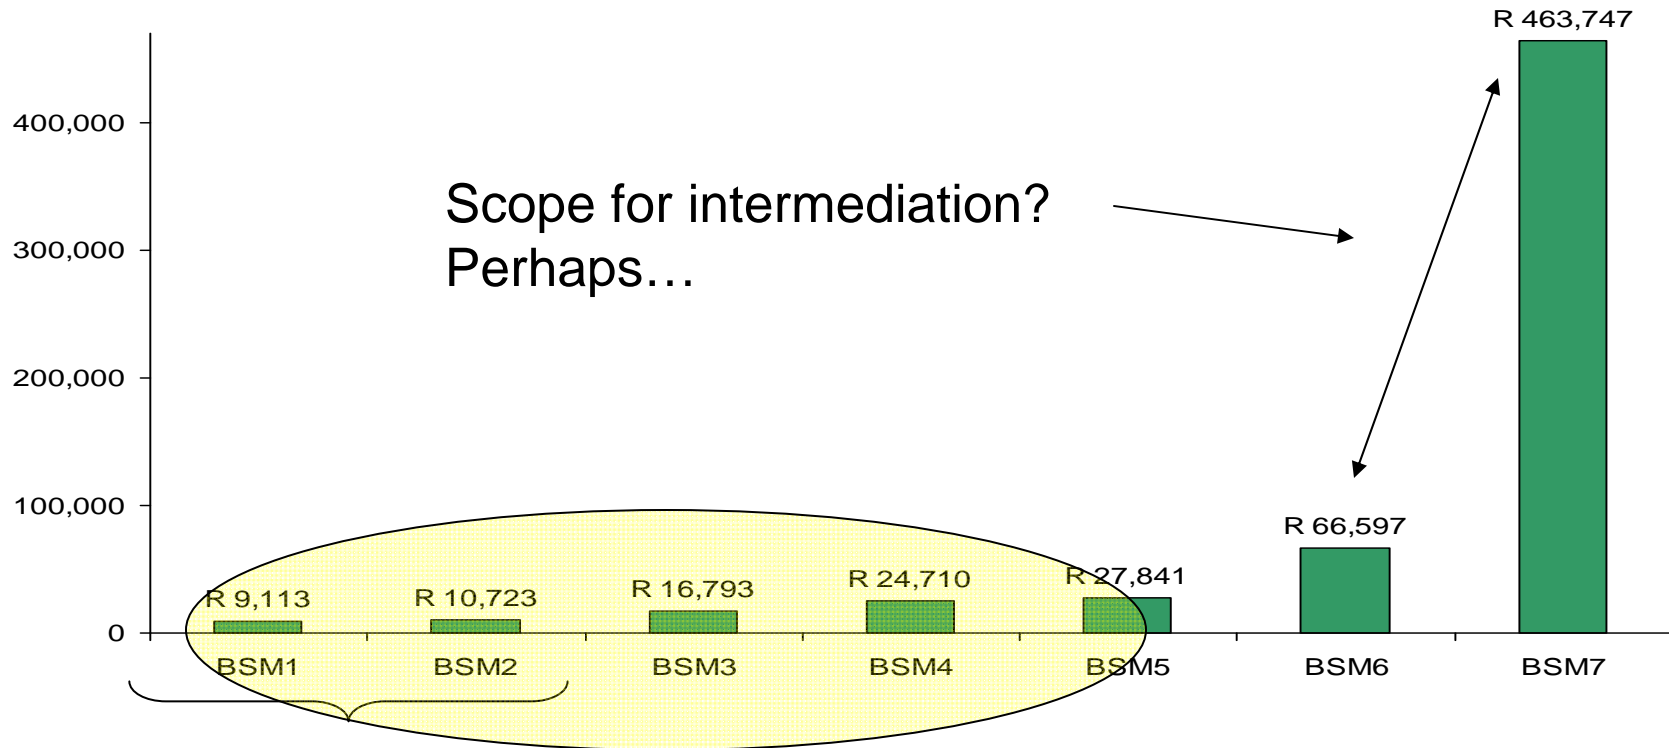 R 463,747
400,000
Scope for intermediation?
Perhaps…
300,000
200,000
100,000
R 66,597
R 9,113 R 10,723 R 16,793 R 24,710 R 27,841
0
BSM1 BSM2 BSM3 BSM4 BSM5 BSM6 BSM7